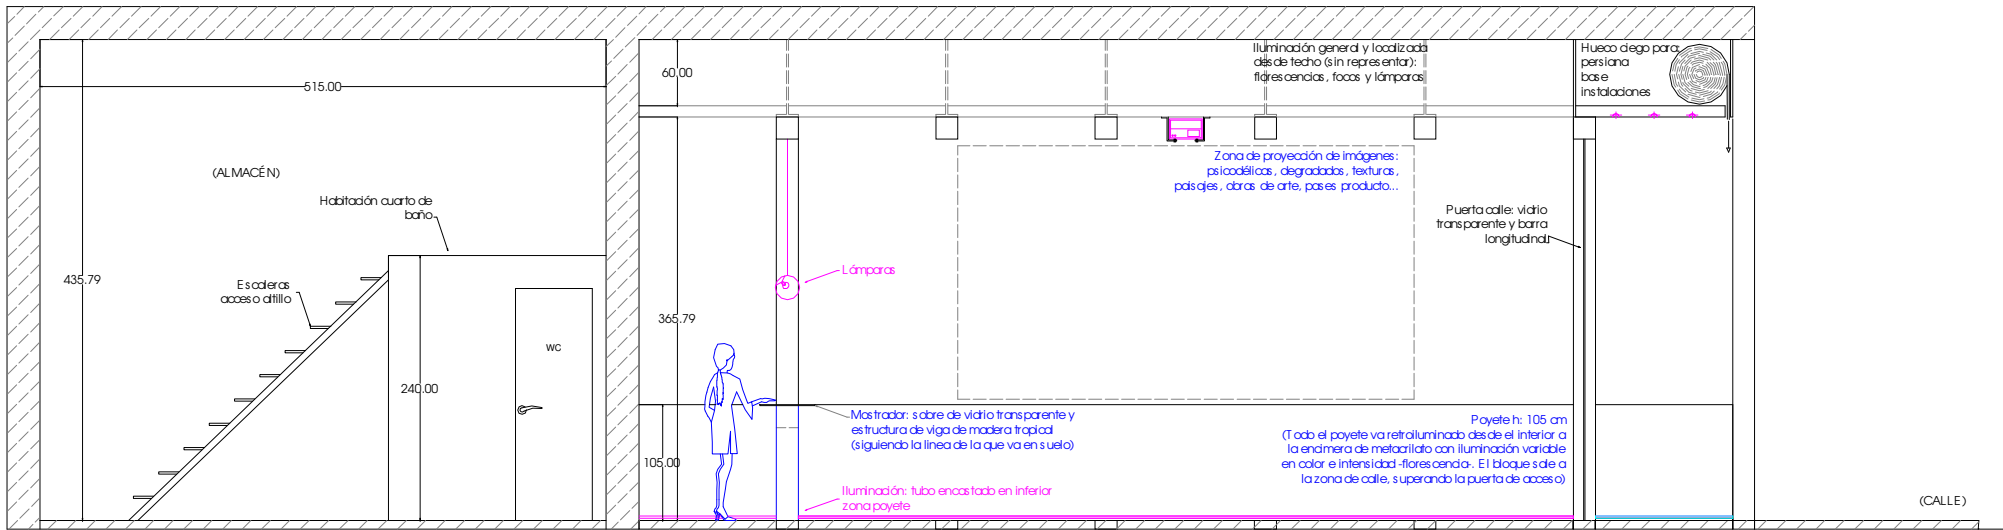 515.00
(ALMACÉN)
Habitación cuarto de
baño
435.79
Escaleras
acceso altillo
240.00
WC
60.00
365.79
105.00
Iluminación general y localizada
desde techo (sin representar):
florescencias, focos y lámparas
Hueco ciego para:
persiana
base
instalaciones
Zona de proyección de imágenes:
psicodélicas, degradados, texturas,
paisajes, obras de arte, pases producto...
Puerta calle: vidrio
transparente y barra
longitudinal
Lámparas
Mostrador: sobre de vidrio transparente y
estructura de viga de madera tropical
(siguiendo la linea de la que va en suelo)
Poyete h: 105 cm
(Todo el poyete va retroiluminado desde el interior a
la encimera de metacrilato con iluminación variable
en color e intensidad -florescencia-. El bloque sale a
la zona de calle, superando la puerta de acceso)
Iluminación: tubo encastado en inferior
zona poyete
(CALLE)